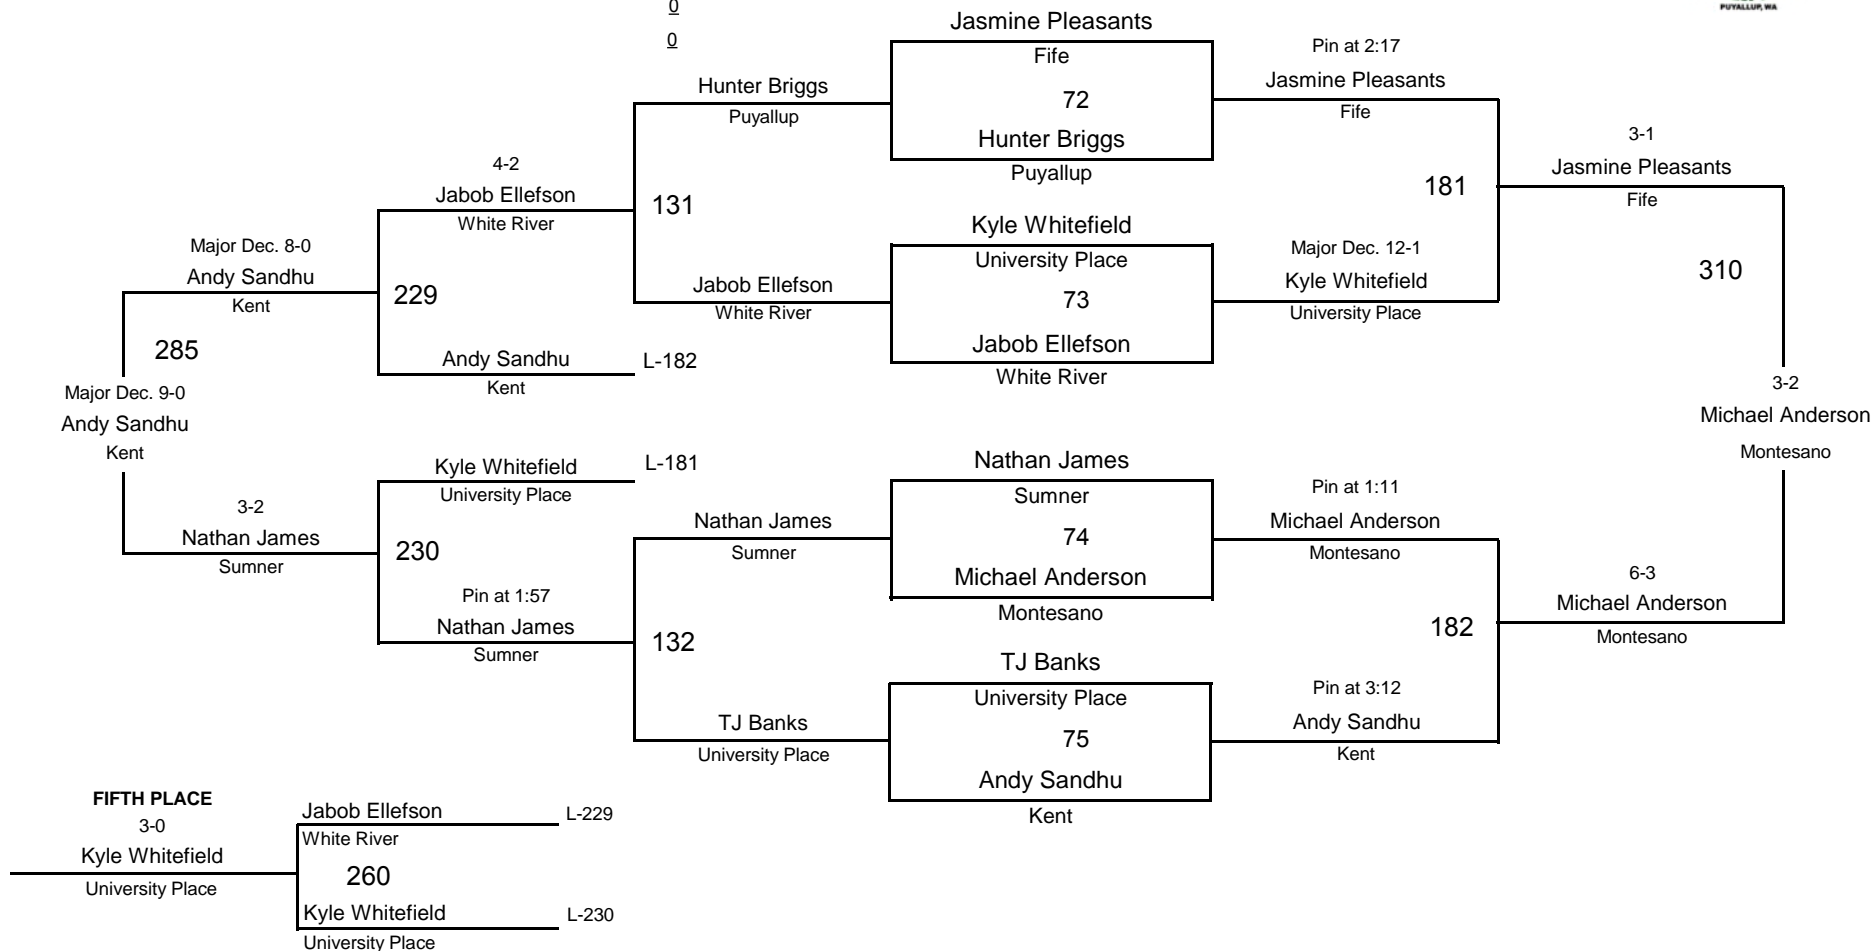 0
0
PUYALLUP, WA
Jasmine Pleasants
Fife
72
Hunter Briggs
Puyallup
Kyle Whitefield
University Place
73
Jabob Ellefson
White River
Nathan James
Sumner
74
Michael Anderson
Montesano
TJ Banks
University Place
75
Andy Sandhu
Kent
Pin at 2:17
Jasmine Pleasants
Fife
181
Major Dec. 12-1
Kyle Whitefield
University Place
Pin at 1:11
Michael Anderson
Montesano
182
Pin at 3:12
Andy Sandhu
Kent
3-1
Jasmine Pleasants
Fife
310
6-3
Michael Anderson
Montesano
3-2
Michael Anderson
Montesano
Hunter Briggs
Puyallup
131
Jabob Ellefson
White River
Nathan James
Sumner
132
TJ Banks
University Place
4-2
Jabob Ellefson
White River
229
Andy Sandhu
L-182
Kent
Kyle Whitefield
L-181
University Place
230
Pin at 1:57
Nathan James
Sumner
Major Dec. 8-0
Andy Sandhu
Kent
285
3-2
Nathan James
Sumner
Major Dec. 9-0
Andy Sandhu
Kent
FIFTH PLACE
3-0
Kyle Whitefield
University Place
Jabob Ellefson
L-229
White River
260
Kyle Whitefield
L-230
University Place